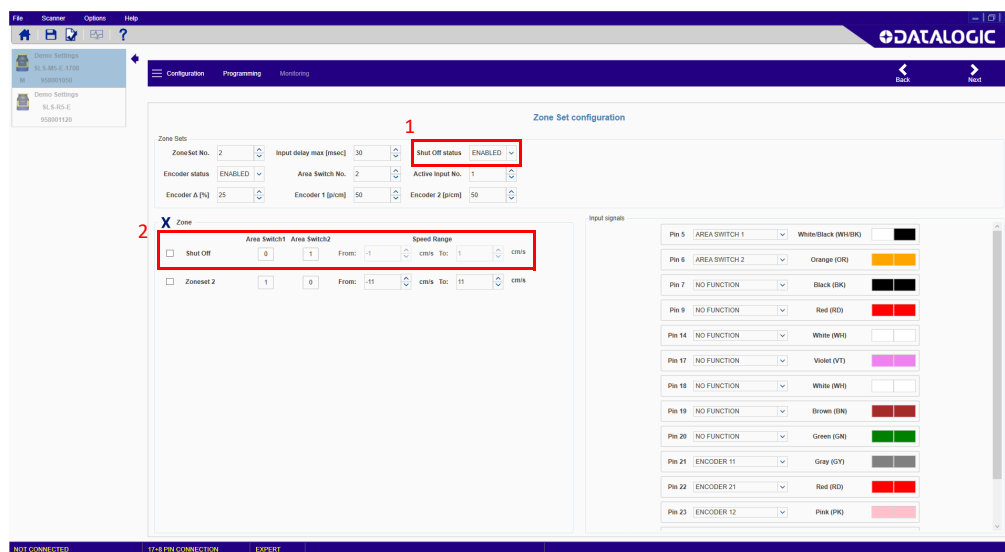 File Scanner Options Help
?
DATALOGIC
Demo Settings
SLS-M5-E-1708
M 950001050
Configuration Programming Monitoring
Back Next
Demo Settings
SLS-R5-E
950001120
Zone Set configuration
1
Zone Sets
ZoneSet No. 2 Input delay max [msec] 30 Shut Off status ENABLED
Encoder status ENABLED Area Switch No. 2 Active Input No. 1
Encoder Δ [%] 25 Encoder 1 [p/cm] 50 Encoder 2 [p/cm] 50
2
X Zone
Area Switch1 Area Switch2 Speed Range
Shut Off 0 1 From: -1 cm/s To: 1 cm/s
Zoneset 2 1 0 From: -11 cm/s To: 11 cm/s
Input signals
Pin 5 AREA SWITCH 1 White/Black (WH/BK)
Pin 6 AREA SWITCH 2 Orange (OR)
Pin 7 NO FUNCTION Black (BK)
Pin 9 NO FUNCTION Red (RD)
Pin 14 NO FUNCTION White (WH)
Pin 17 NO FUNCTION Violet (VT)
Pin 18 NO FUNCTION White (WH)
Pin 19 NO FUNCTION Brown (BN)
Pin 20 NO FUNCTION Green (GN)
Pin 21 ENCODER 11 Gray (GY)
Pin 22 ENCODER 21 Red (RD)
Pin 23 ENCODER 12 Pink (PK)
NOT CONNECTED 17+8 PIN CONNECTION EXPERT